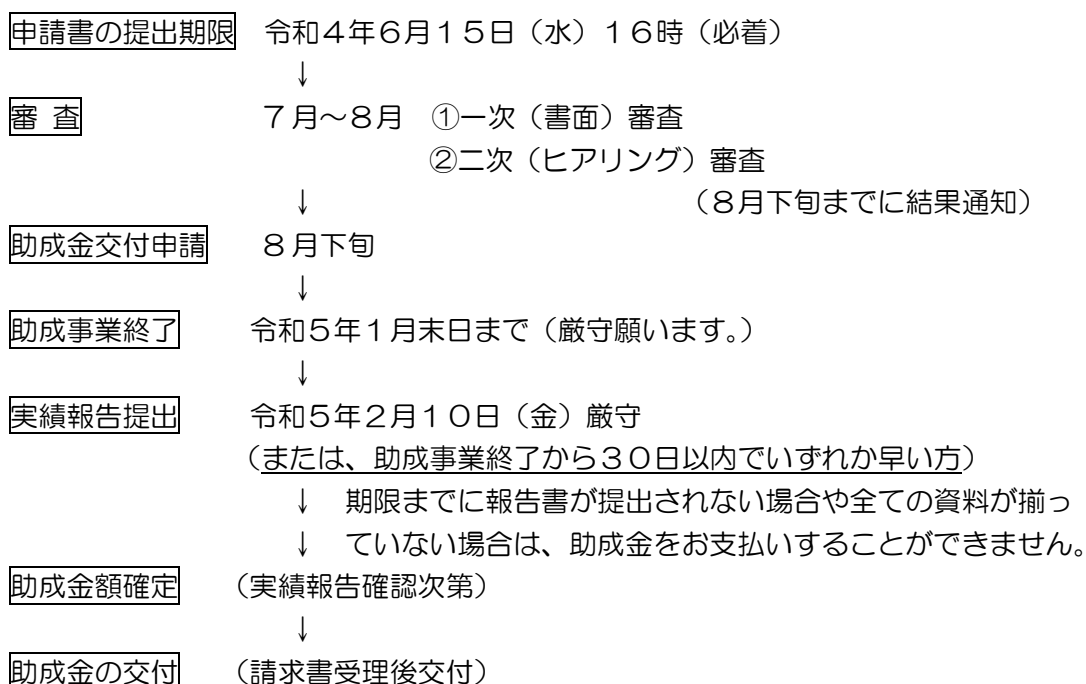 申請書の提出期限　令和４年６月１５日（水）１６時（必着）
↓
審 査　７月～８月　①一次（書面）審査
②二次（ヒアリング）審査
↓　（８月下旬までに結果通知）
助成金交付申請　８月下旬
↓
助成事業終了　令和５年１月末日まで（厳守願います。）
↓
実績報告提出　令和５年２月１０日（金）厳守
（または、助成事業終了から３０日以内でいずれか早い方）
↓　期限までに報告書が提出されない場合や全ての資料が揃っ
↓　ていない場合は、助成金をお支払いすることができません。
助成金額確定　（実績報告確認次第）
↓
助成金の交付　（請求書受理後交付）